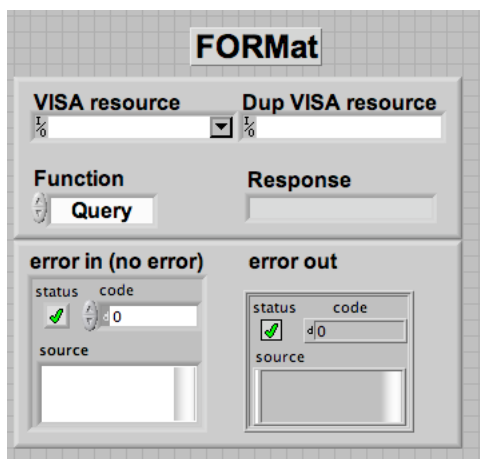 FORMat
VISA resource Dup VISA resource
I/O I/O
Function Response
Query
error in (no error) error out
status code
d 0
source
status code
d 0
source